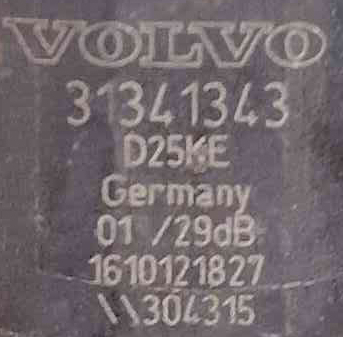 VOLVO
31341343
D25KE
Germany
01 /29dB
1610121827
\\304315